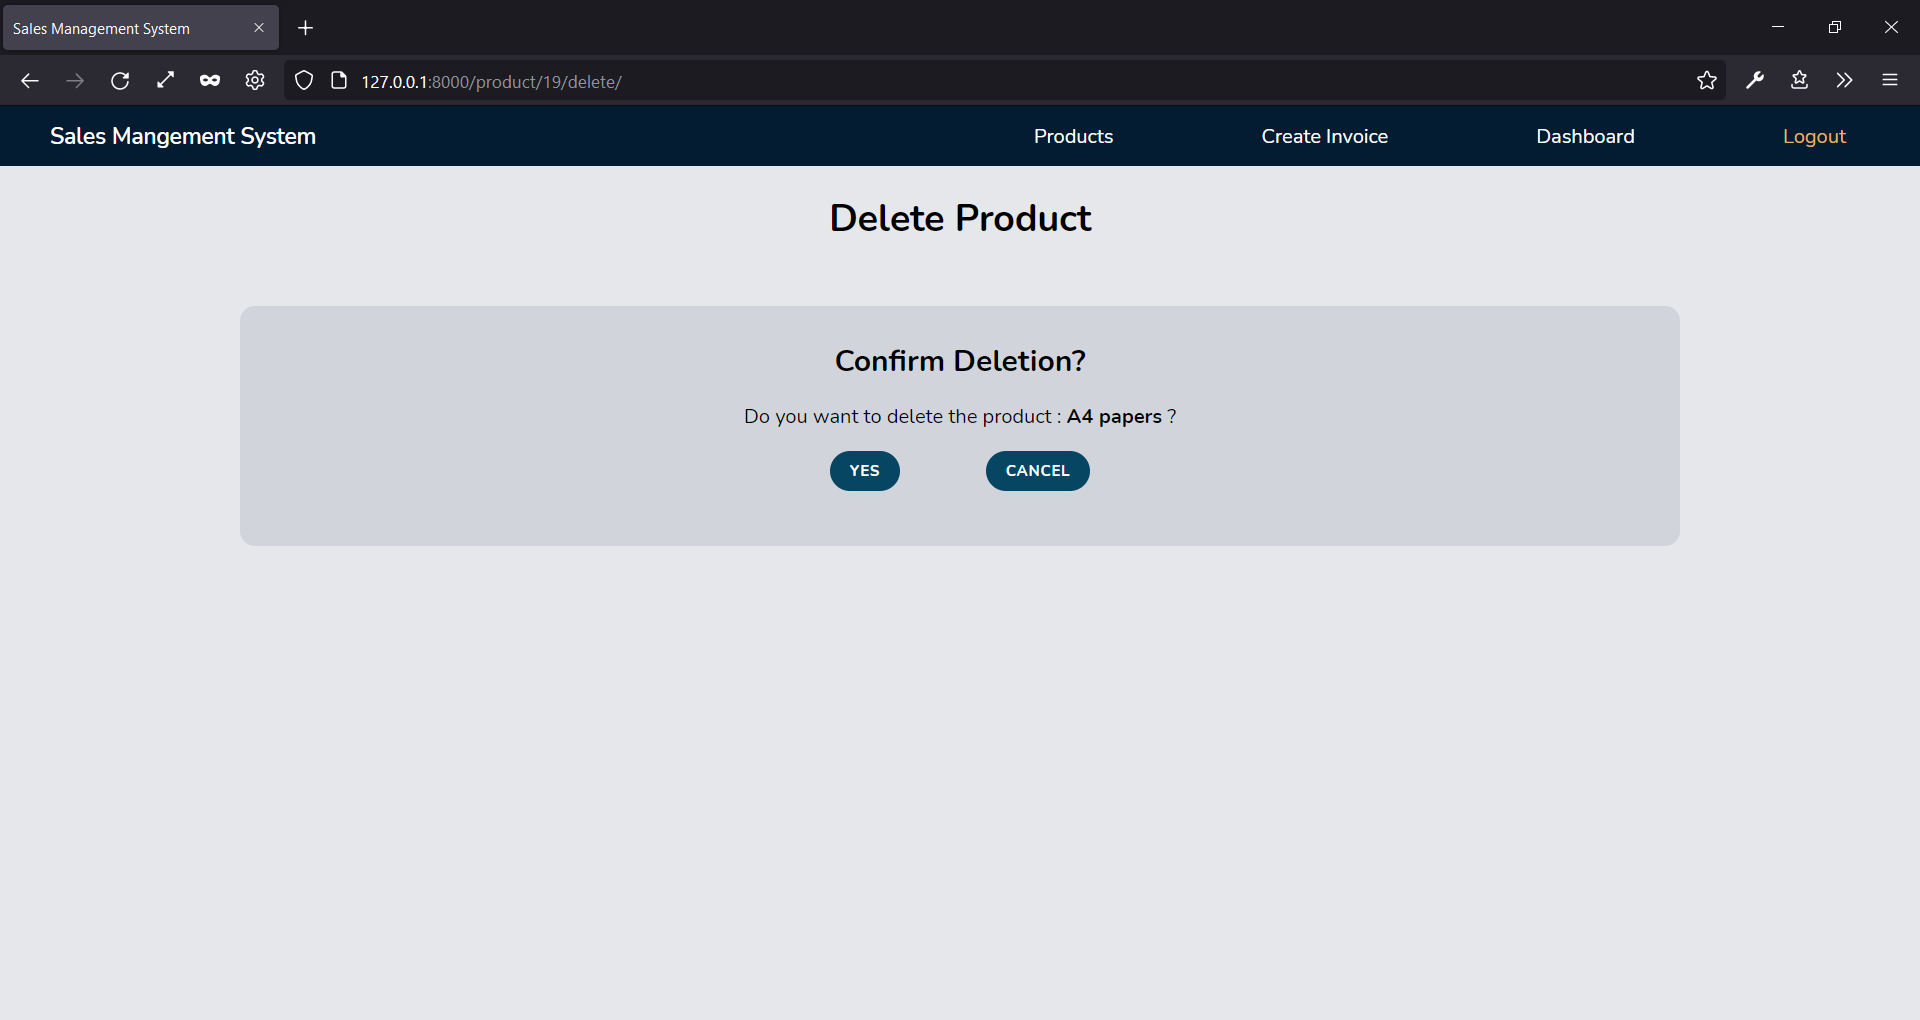 Sales Management System
127.0.0.1:8000/product/19/delete/
Sales Mangement System Products Create Invoice Dashboard Logout
Delete Product
Confirm Deletion?
Do you want to delete the product : A4 papers ?
YES CANCEL